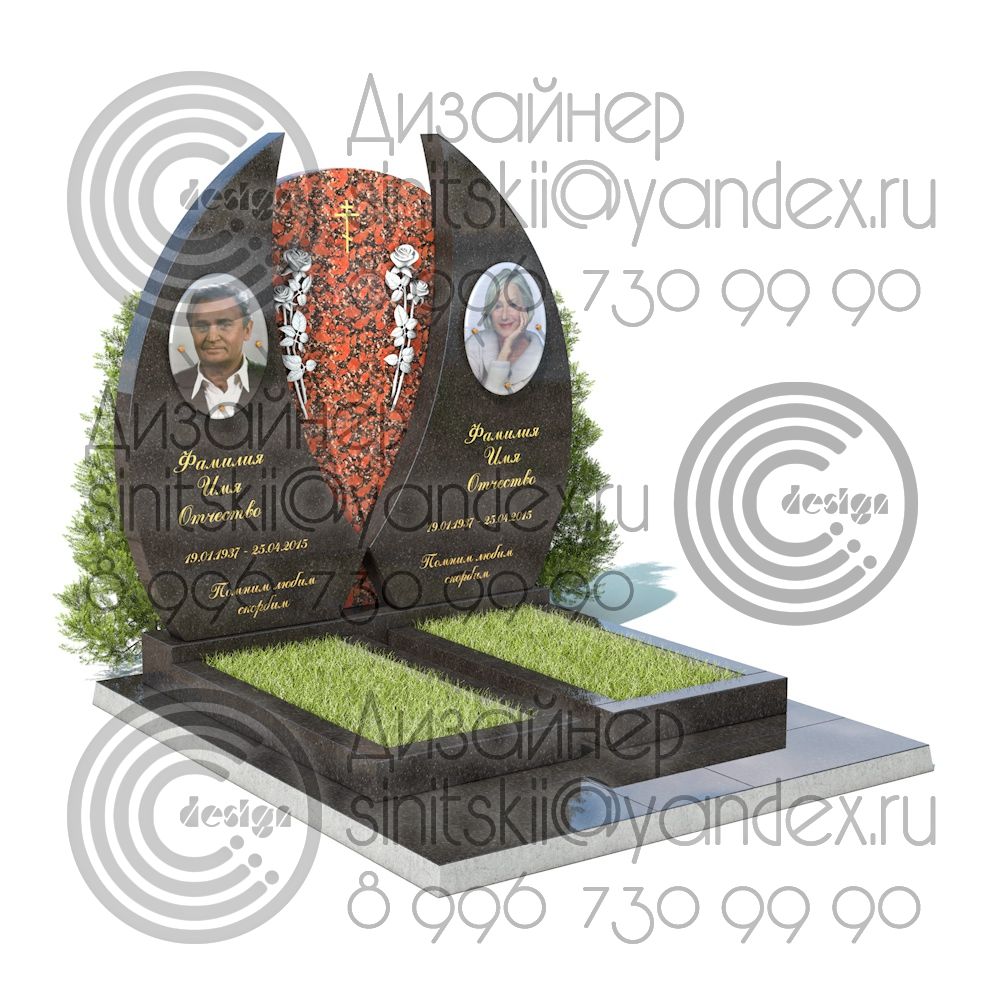 Дизайнер
sinitskii@yandex.ru
8 996 730 99 90
design
Фамилия
Имя
Отчество
19.01.1937 - 25.04.2015
Помним любим
скорбим
Фамилия
Имя
Отчество
19.01.1937 - 25.04.2015
Помним любим
скорбим
Дизайнер
sinitskii@yandex.ru
8 996 730 99 90
design
Дизайнер
sinitskii@yandex.ru
8 996 730 99 90
design